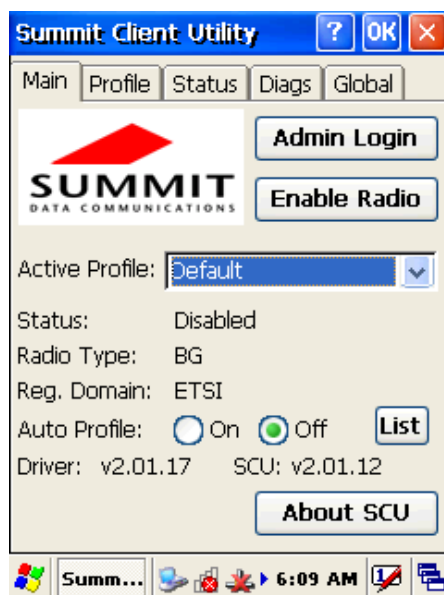 Summit Client Utility ? OK ×
Main Profile Status Diags Global
SUMMIT
DATA COMMUNICATIONS
Admin Login
Enable Radio
Active Profile: Default
Status: Disabled
Radio Type: BG
Reg. Domain: ETSI
Auto Profile: On Off List
Driver: v2.01.17 SCU: v2.01.12
About SCU
Summ... 6:09 AM